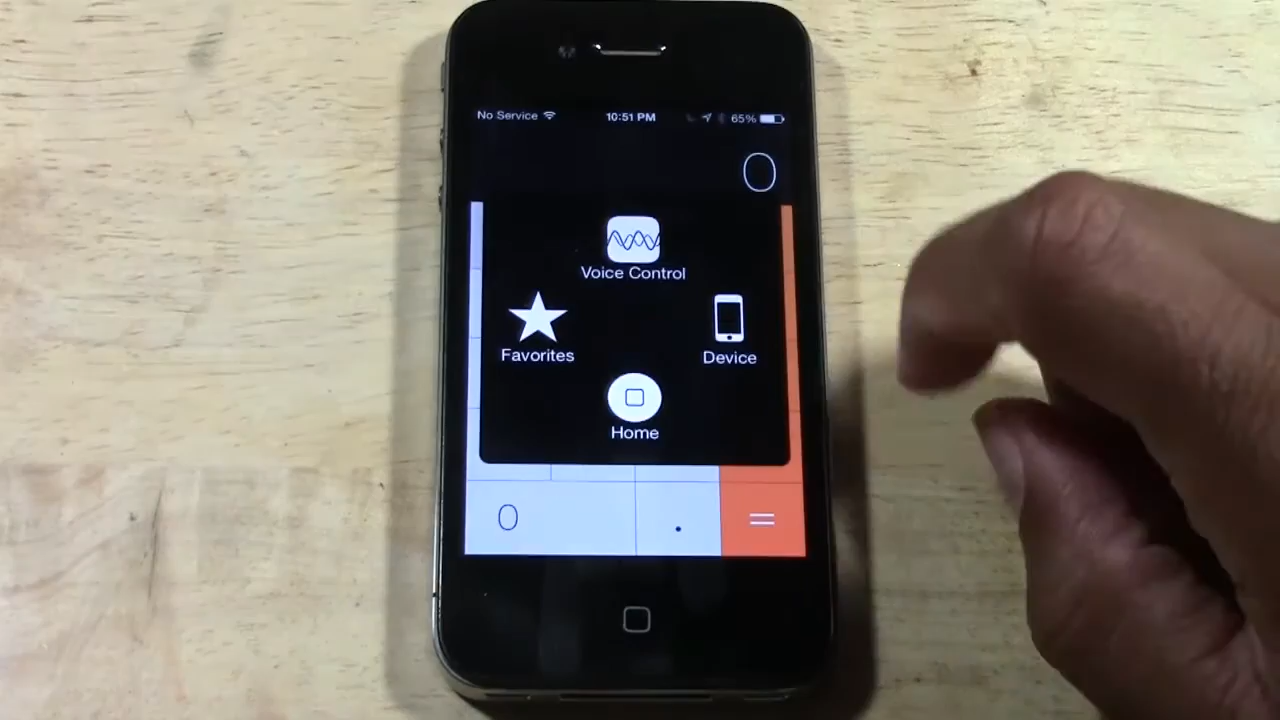 No Service 10:51 PM 65%
0
Voice Control
Favorites
Device
Home
0 . =